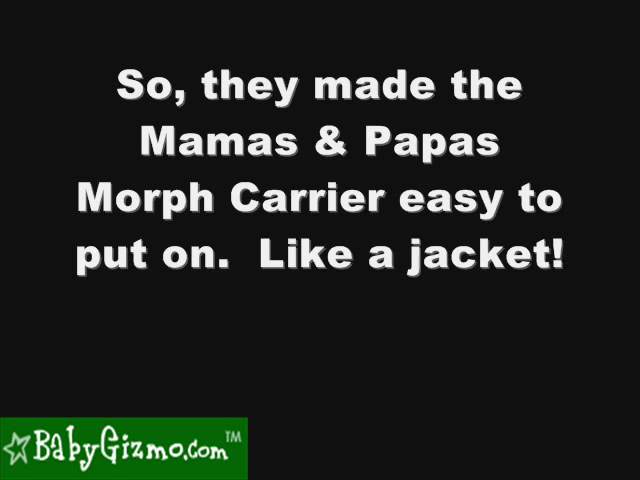 So, they made the
Mamas & Papas
Morph Carrier easy to
put on.  Like a jacket!
BabyGizmo.com™